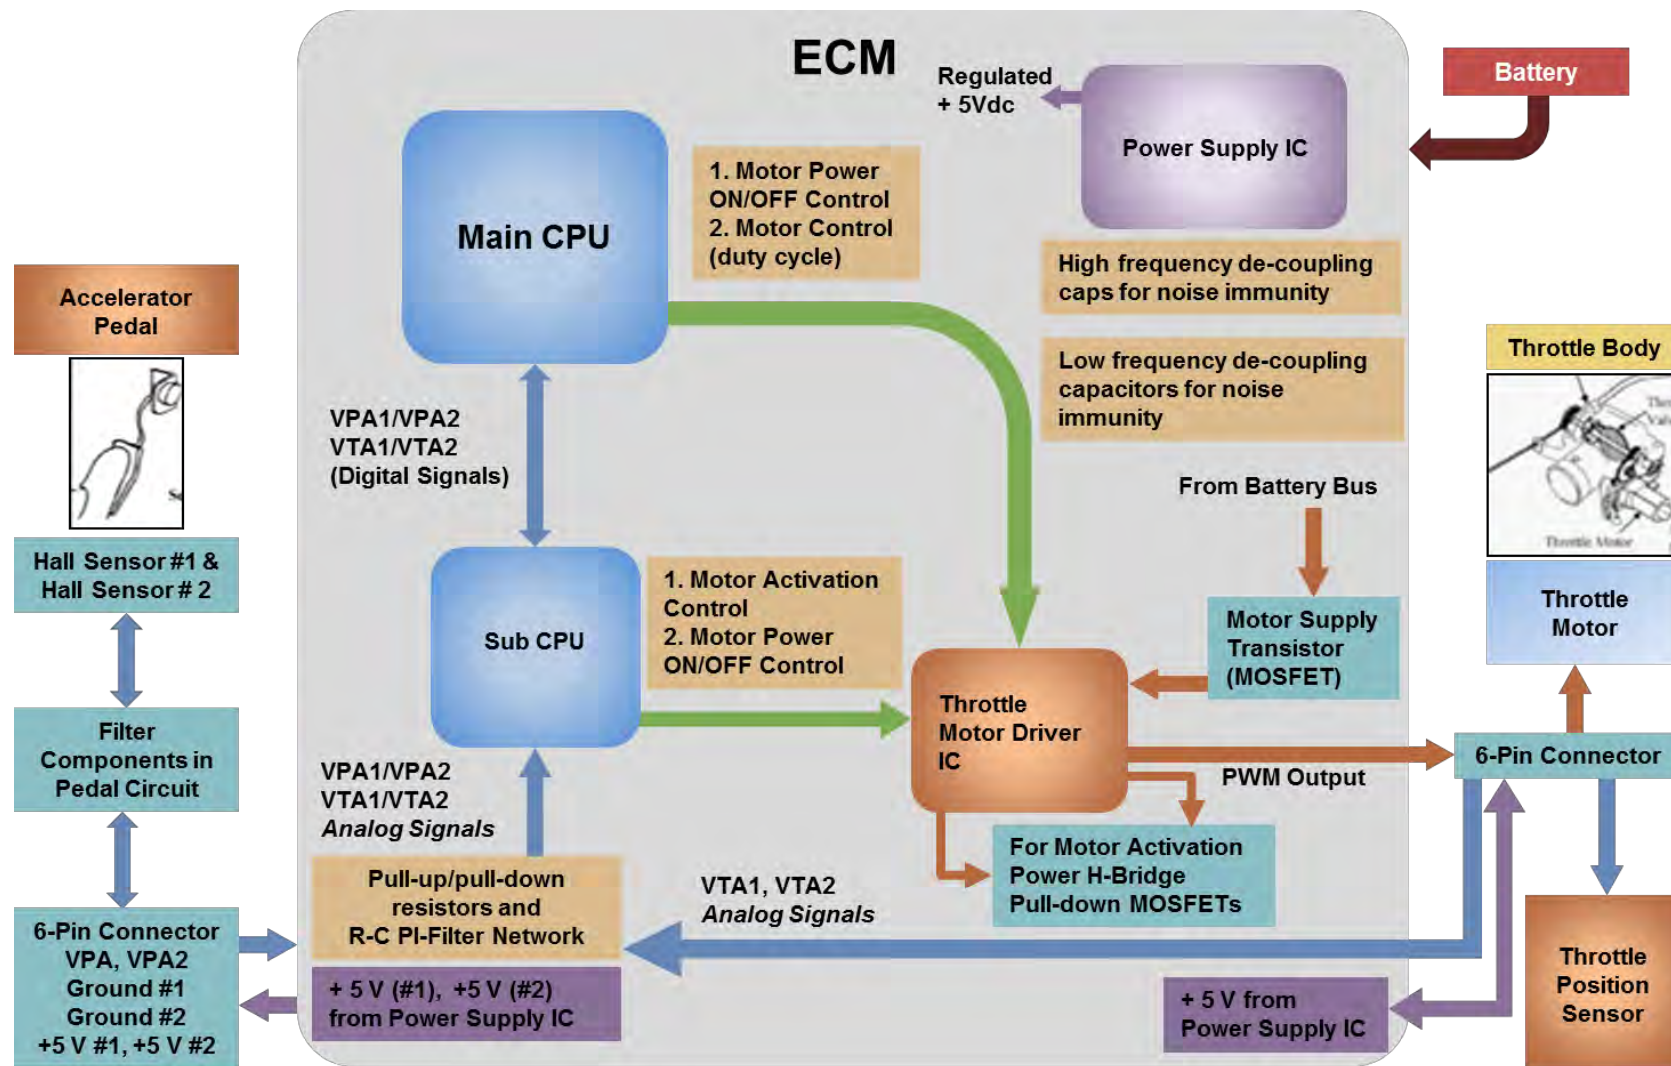 ECM
Regulated
+ 5Vdc
Power Supply IC
Battery
Main CPU
1. Motor Power
ON/OFF Control
2. Motor Control
(duty cycle)
High frequency de-coupling
caps for noise immunity
Low frequency de-coupling
capacitors for noise
immunity
Accelerator
Pedal
Throttle Body
Throttle Motor
VPA1/VPA2
VTA1/VTA2
(Digital Signals)
From Battery Bus
Hall Sensor #1 &
Hall Sensor # 2
Sub CPU
1. Motor Activation
Control
2. Motor Power
ON/OFF Control
Motor Supply
Transistor
(MOSFET)
Throttle
Motor
Filter
Components in
Pedal Circuit
Throttle
Motor Driver
IC
6-Pin Connector
PWM Output
VPA1/VPA2
VTA1/VTA2
Analog Signals
For Motor Activation
Power H-Bridge
Pull-down MOSFETs
Pull-up/pull-down
resistors and
R-C PI-Filter Network
VTA1, VTA2
Analog Signals
6-Pin Connector
VPA, VPA2
Ground #1
Ground #2
+5 V #1, +5 V #2
+ 5 V (#1), +5 V (#2)
from Power Supply IC
+ 5 V from
Power Supply IC
Throttle
Position
Sensor